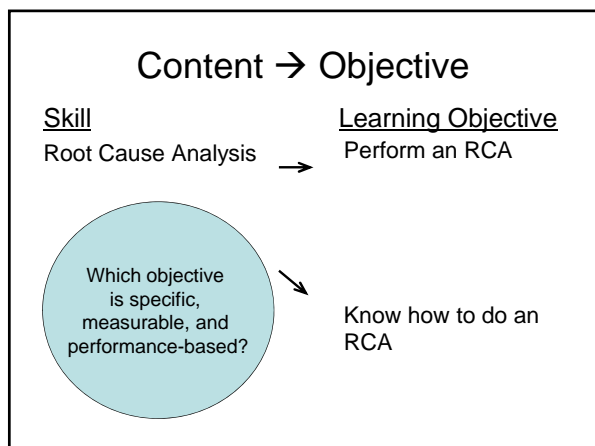 Content → Objective
Skill
Learning Objective
Root Cause Analysis
Perform an RCA
Which objective
is specific,
measurable, and
performance-based?
Know how to do an
RCA